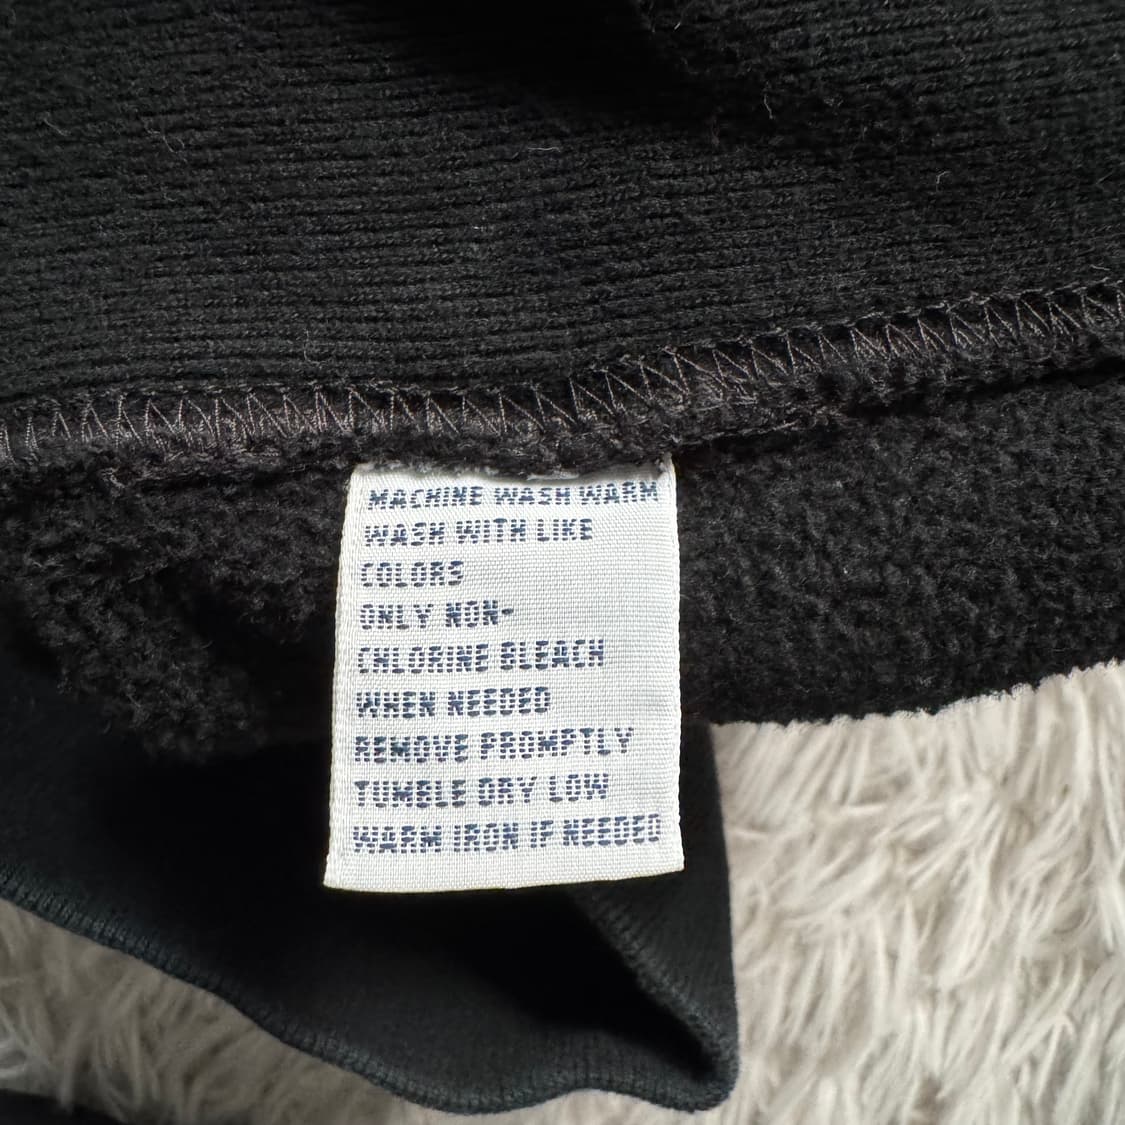 MACHINE WASH WARM
WASH WITH LIKE
COLORS
ONLY NON-
CHLORINE BLEACH
WHEN NEEDED
REMOVE PROMPTLY
TUMBLE DRY LOW
WARM IRON IF NEEDED